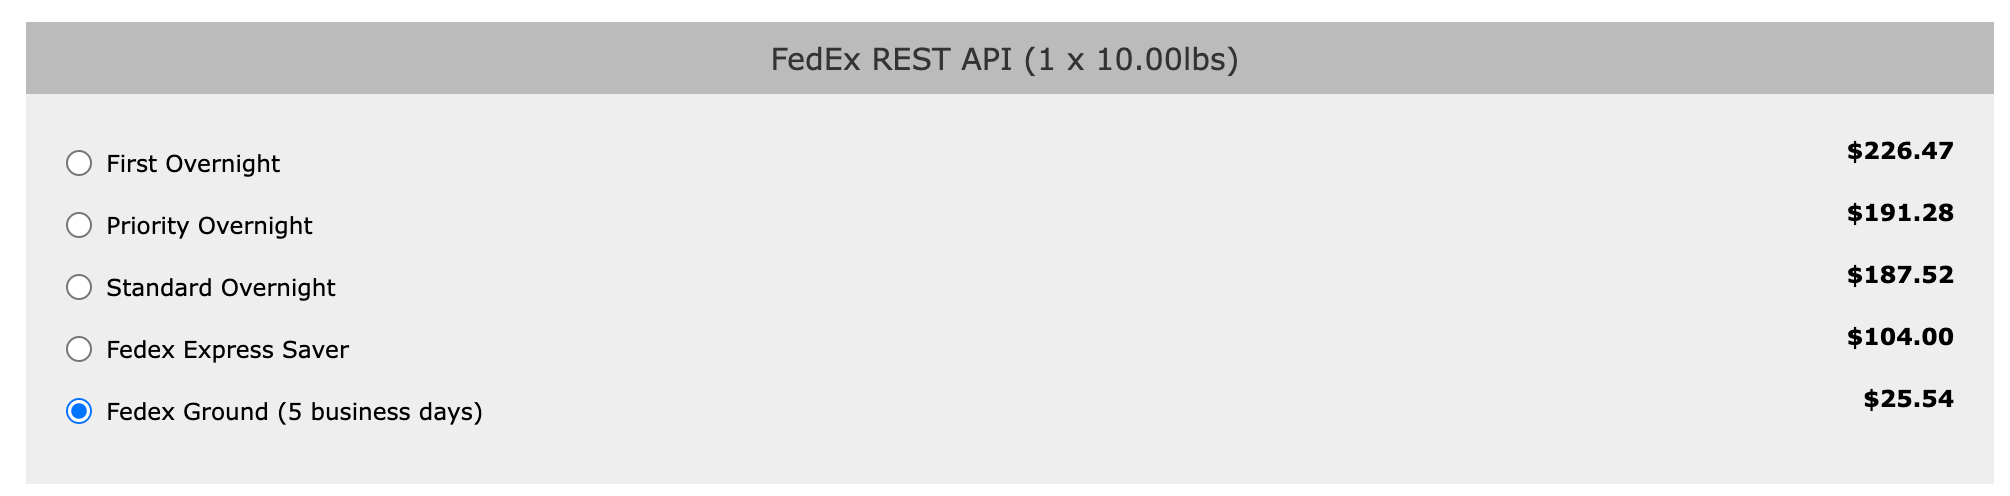 FedEx REST API (1 x 10.00lbs)
First Overnight $226.47
Priority Overnight $191.28
Standard Overnight $187.52
Fedex Express Saver $104.00
Fedex Ground (5 business days) $25.54